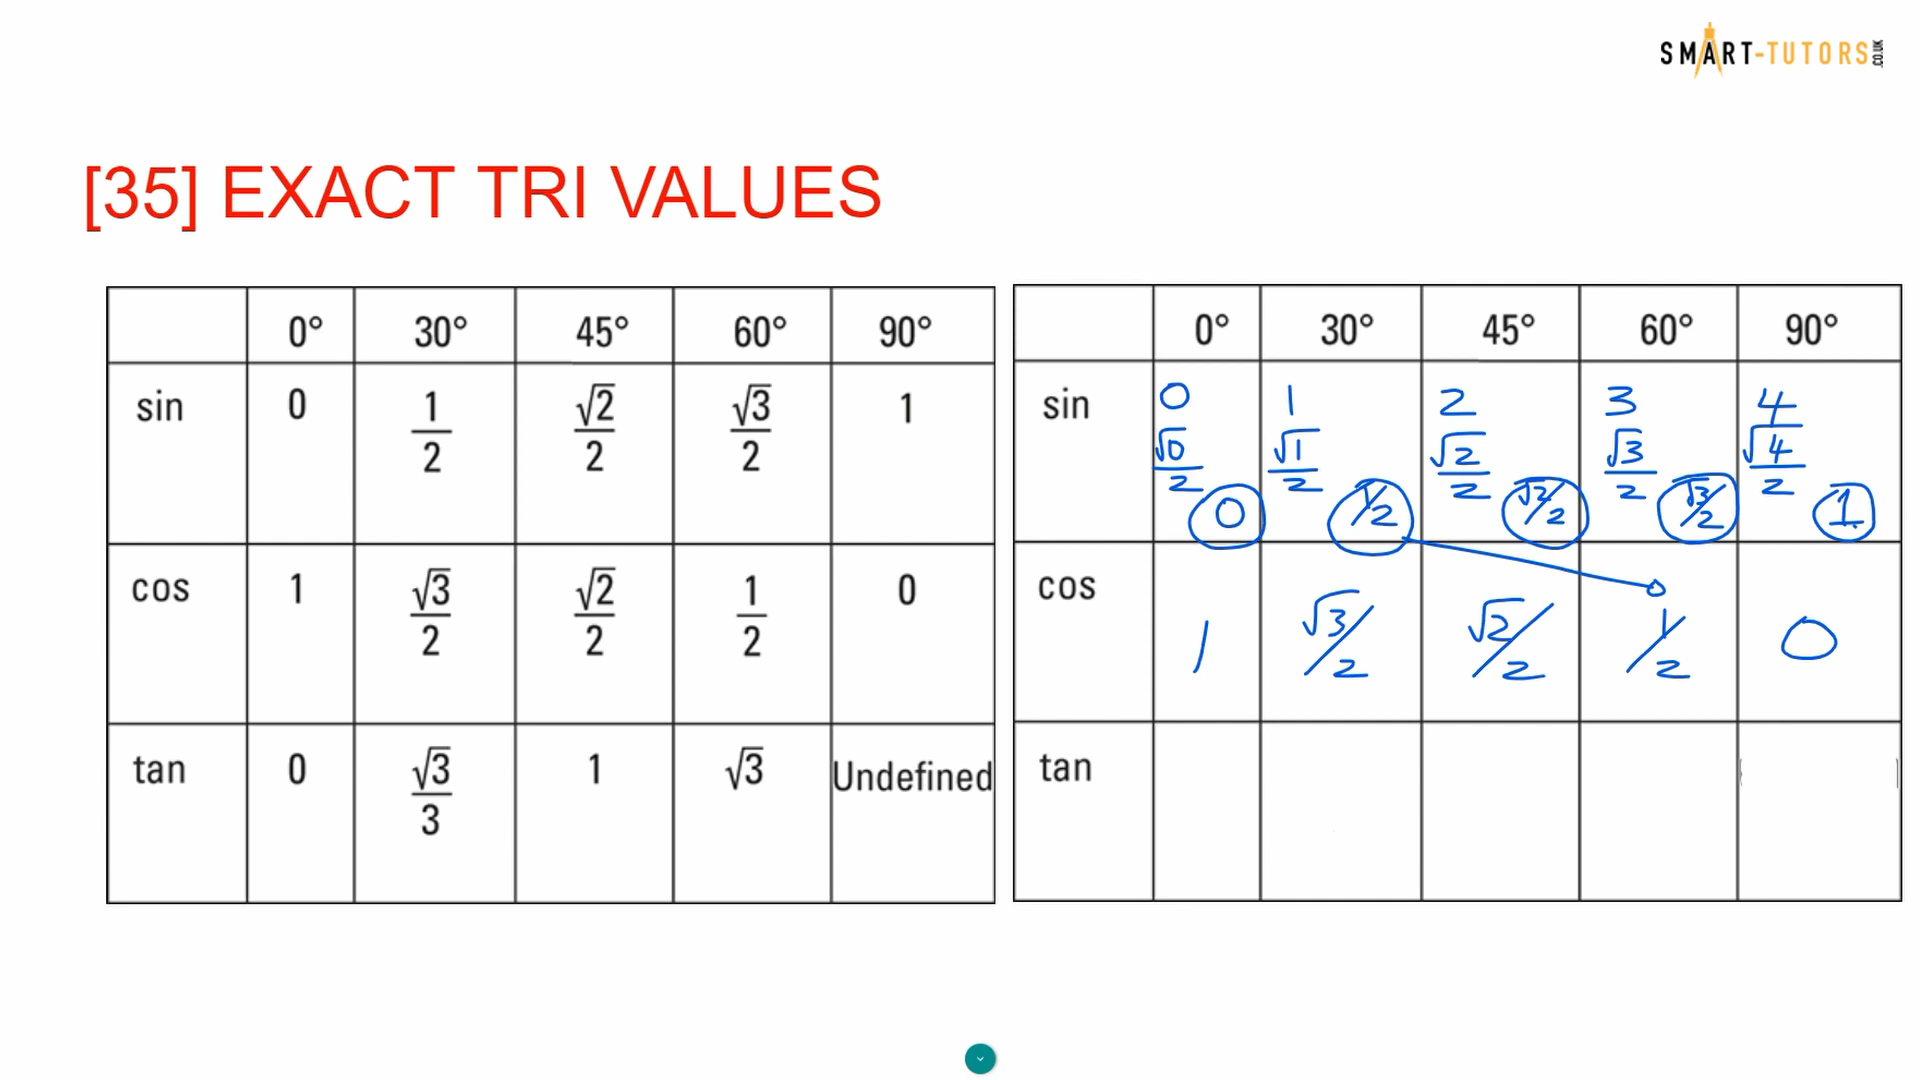 SMART-TUTORS.CO.UK
[35] EXACT TRI VALUES
0° 30° 45° 60° 90°
sin 0 1/2 √2/2 √3/2 1
cos 1 √3/2 √2/2 1/2 0
tan 0 √3/3 1 √3 Undefined
0° 30° 45° 60° 90°
sin 0 1 2 3 4
√0/2 √1/2 √2/2 √3/2 √4/2
0 1/2 √2/2 √3/2 1
cos 1 √3/2 √2/2 1/2 0
tan